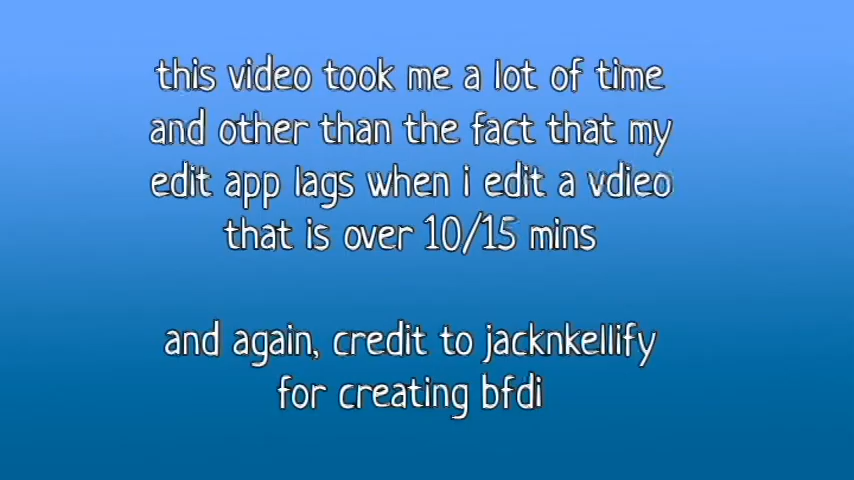 this video took me a lot of time
and other than the fact that my
edit app lags when i edit a vdieo
that is over 10/15 mins
and again, credit to jacknkellify
for creating bfdi